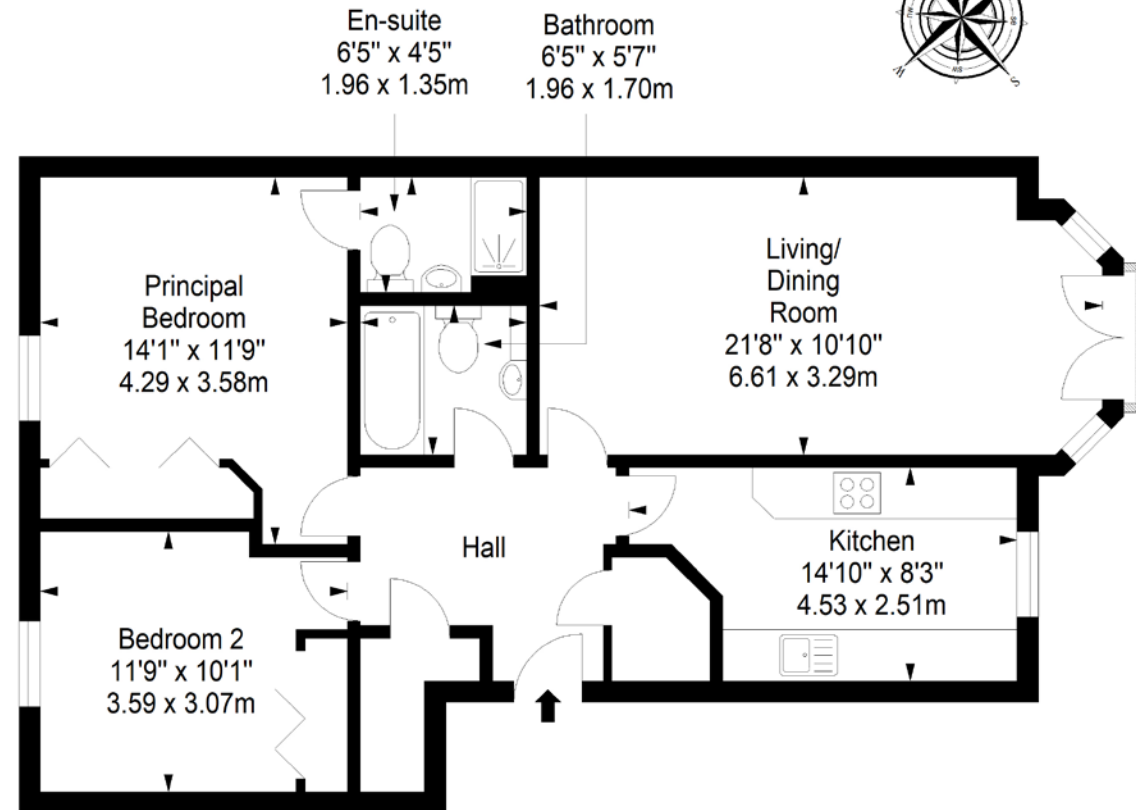 En-suite
6'5" x 4'5"
1.96 x 1.35m
Bathroom
6'5" x 5'7"
1.96 x 1.70m
W
SW
S
SE
NW
Principal
Bedroom
14'1" x 11'9"
4.29 x 3.58m
Living/
Dining
Room
21'8" x 10'10"
6.61 x 3.29m
Hall
Kitchen
14'10" x 8'3"
4.53 x 2.51m
Bedroom 2
11'9" x 10'1"
3.59 x 3.07m